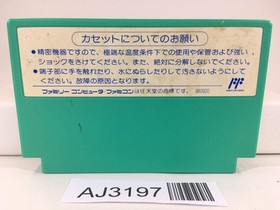 カセットについてのお願い
●精密機器ですので、極端な温度条件下での使用や保管および強い
ショックをさけてください。また、絶対に分解しないでください。
●端子部に手を触れたり、水にぬらしたりして汚さないようにして
ください。故障の原因となります。
ファミリーコンピュータ・ファミコンは任天堂の商標です。
AJ3197